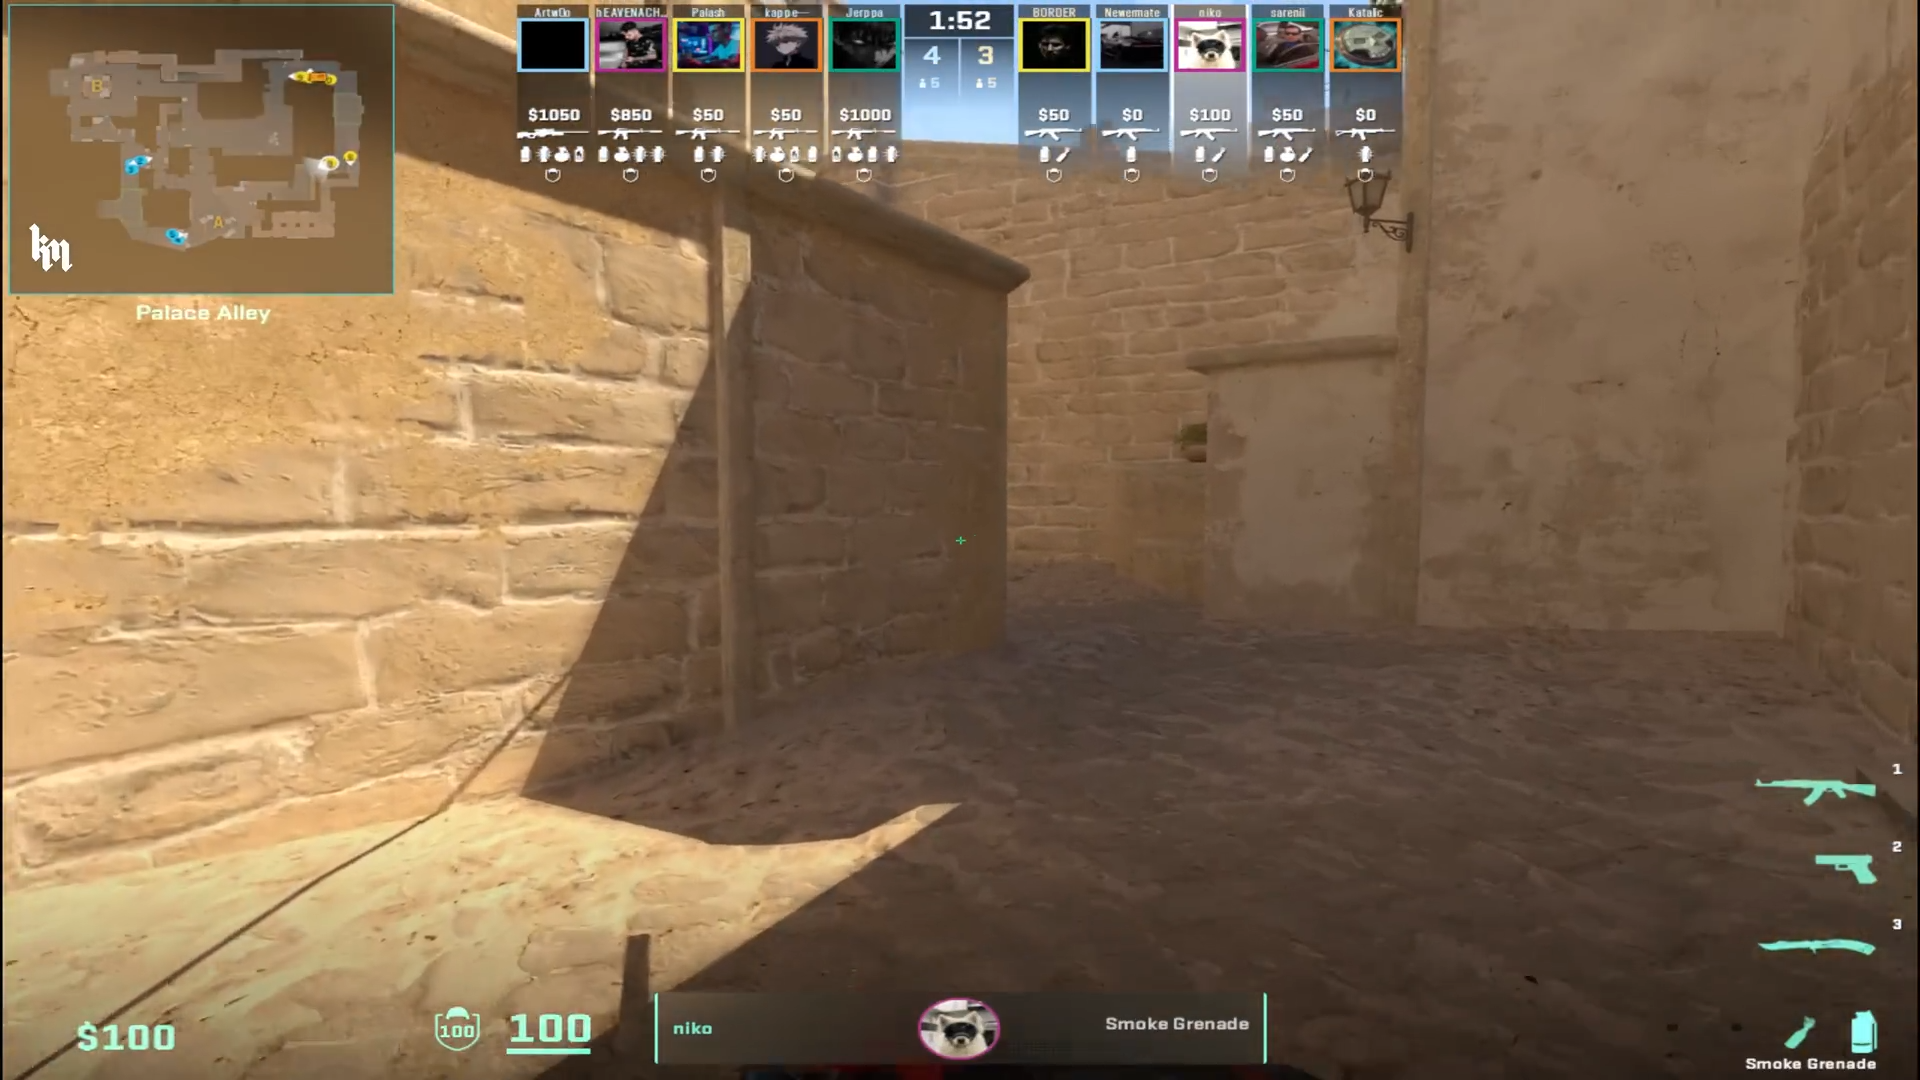 Artw0o
hEAVENACH...
Palash
kappe—
Jerppa
1:52
BORDER
Newermate
niko
sarenii
Katalic
4
3
5
5
$1050
$850
$50
$50
$1000
$50
$0
$100
$50
$0
B
A
kn
Palace Alley
1
2
3
$100
100
100
niko
Smoke Grenade
Smoke Grenade